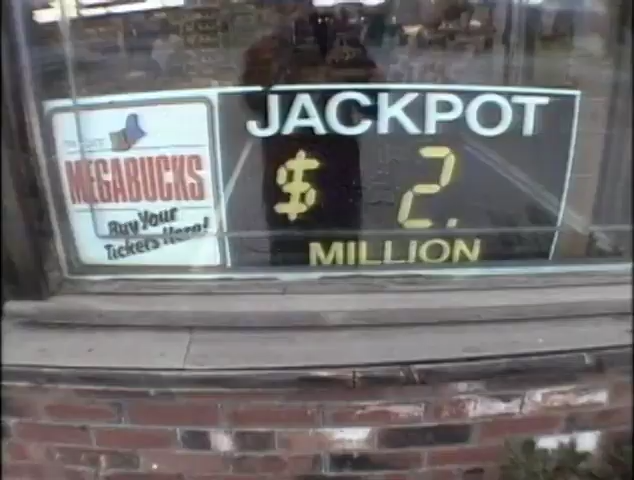 MEGABUCKS
Buy Your
Tickets Here!
JACKPOT
$ 2.
MILLION